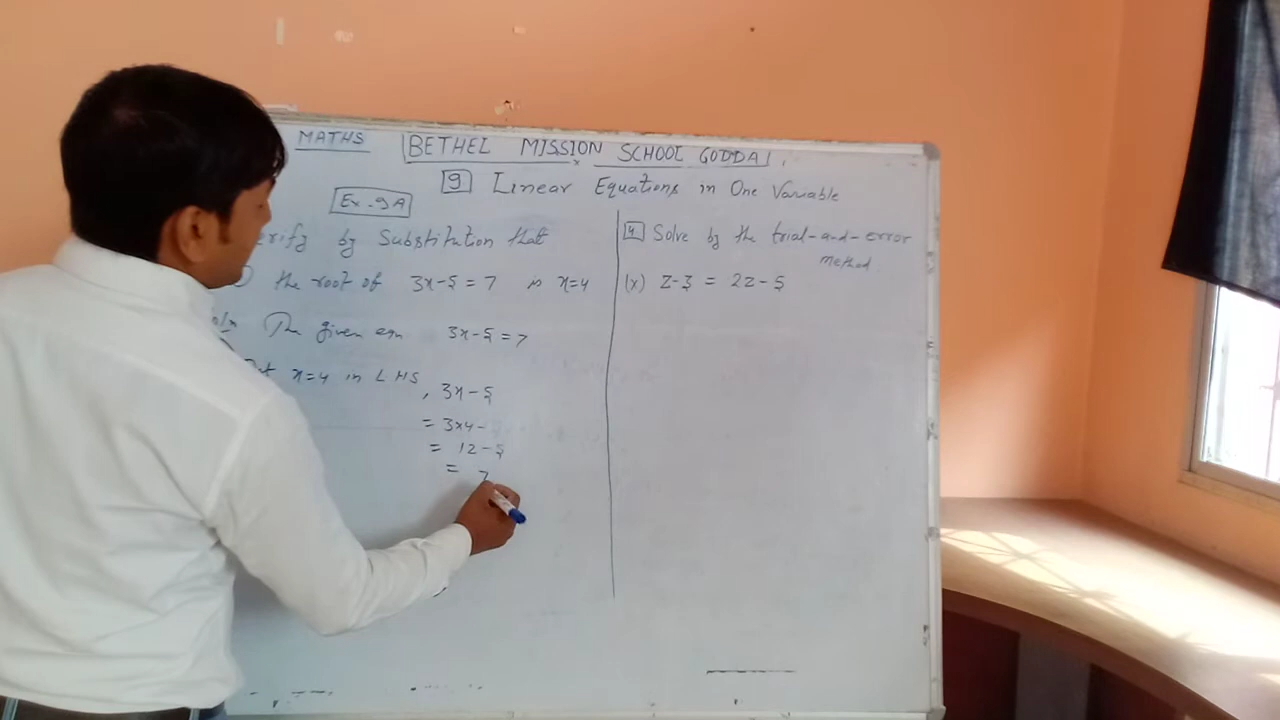 MATHS BETHEL MISSION SCHOOL GODDA
9 Linear Equations in One Variable
Ex-9A
erify by Substitution that
the root of 3x-5=7 is x=4
oln The given eqn 3x-5=7
x=4 in LHS, 3x-5
= 3x4-
= 12-5
= 7
4 Solve by the trial-and-error
method.
(x) z-3 = 2z-5